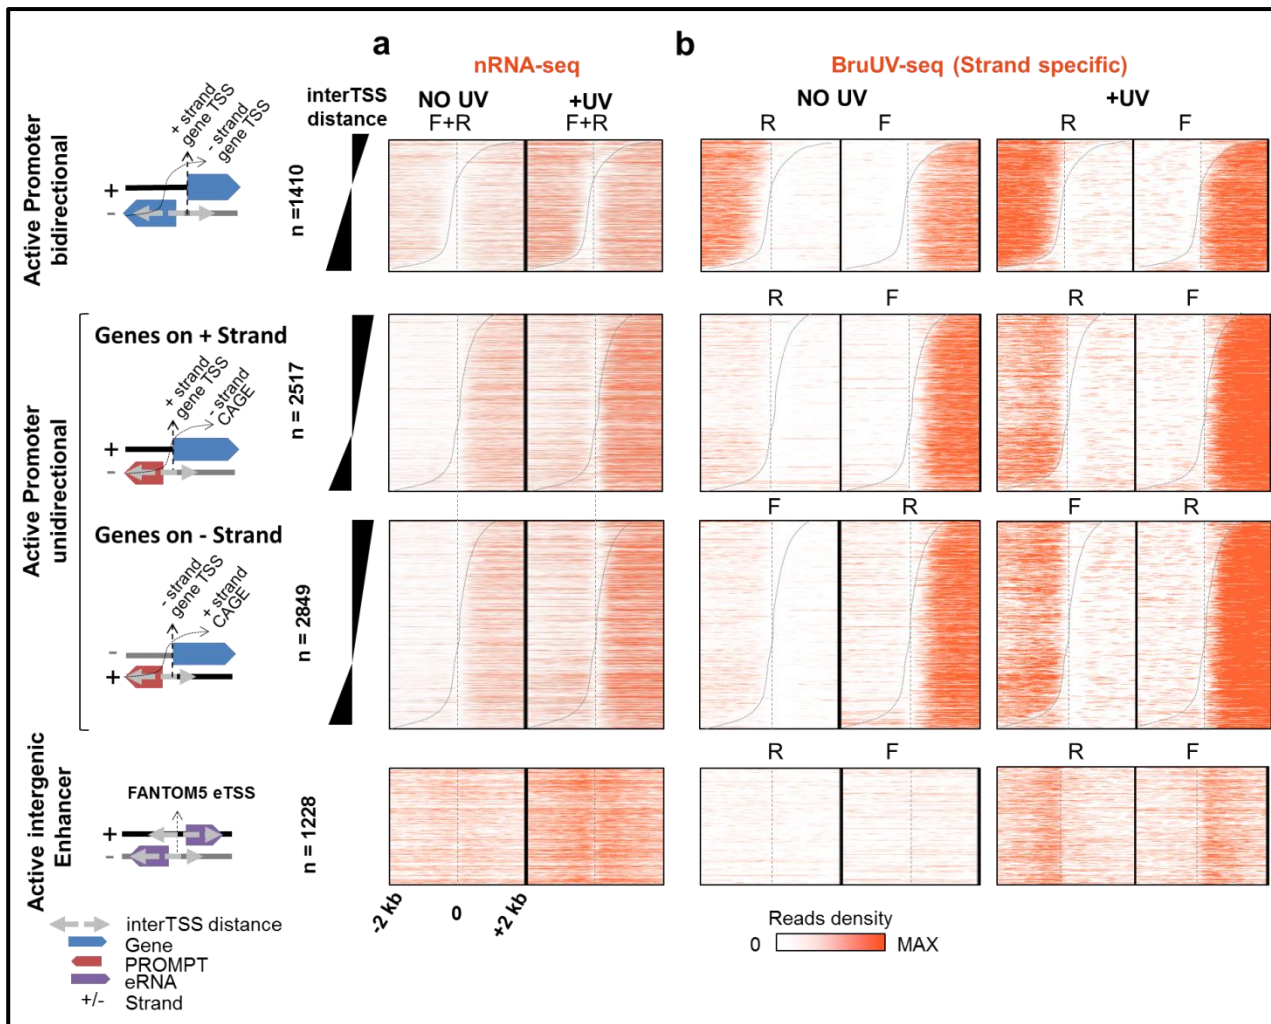 a
b
nRNA-seq
BruUV-seq (Strand specific)
interTSS
distance
NO UV
F+R
+UV
F+R
NO UV
+UV
R
F
R
F
Active Promoter
bidirectional
+ strand
gene TSS
- strand
gene TSS
+
-
n =1410
R
F
R
F
Active Promoter
unidirectional
Genes on + Strand
+ strand
gene TSS
- strand
CAGE
+
-
n = 2517
F
R
F
R
Genes on - Strand
- strand
gene TSS
+ strand
CAGE
-
+
n = 2849
R
F
R
F
Active intergenic
Enhancer
FANTOM5 eTSS
+
-
n = 1228
-2 kb
0
+2 kb
interTSS distance
Gene
PROMPT
eRNA
+/- Strand
Reads density
0
MAX